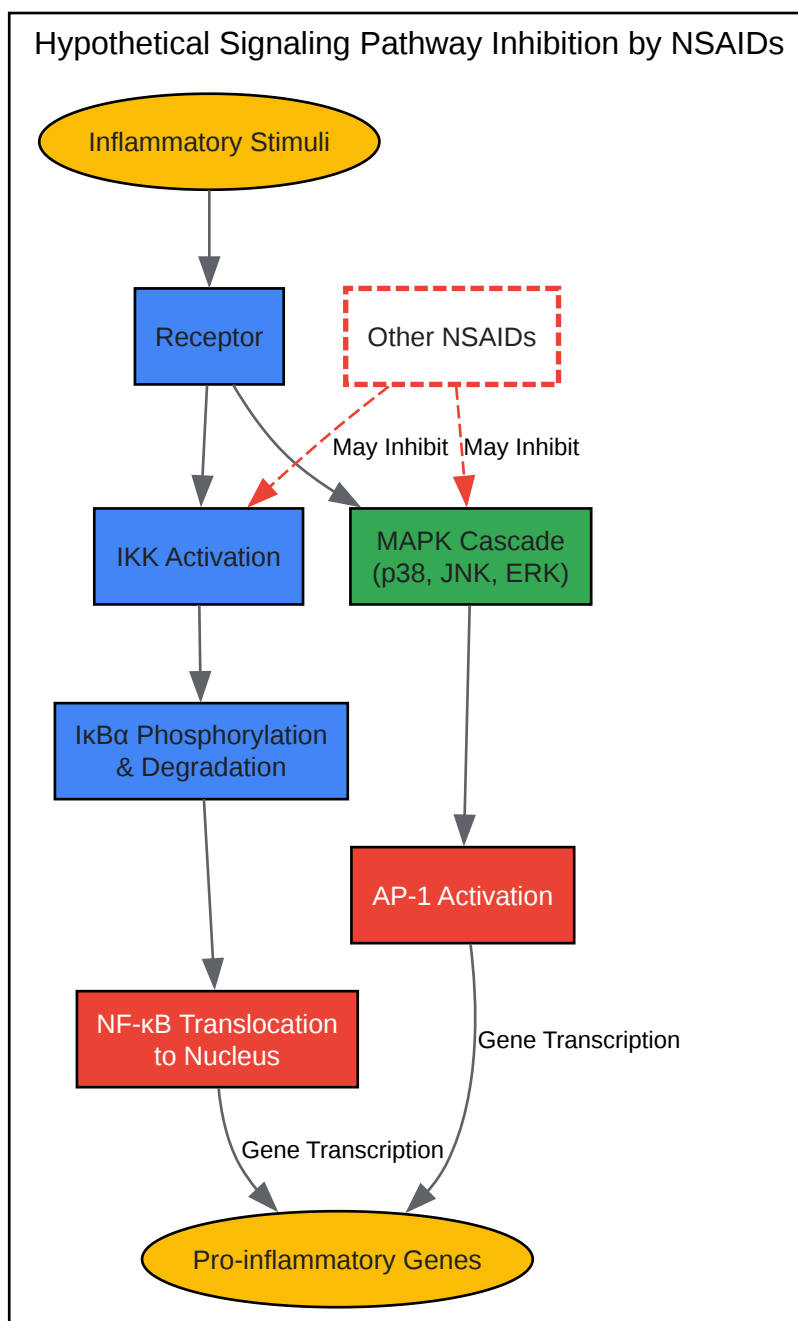 Hypothetical Signaling Pathway Inhibition by NSAIDs
Inflammatory Stimuli
Receptor
Other NSAIDs
May Inhibit
May Inhibit
IKK Activation
MAPK Cascade
(p38, JNK, ERK)
IκBα Phosphorylation
& Degradation
AP-1 Activation
NF-κB Translocation
to Nucleus
Gene Transcription
Gene Transcription
Pro-inflammatory Genes